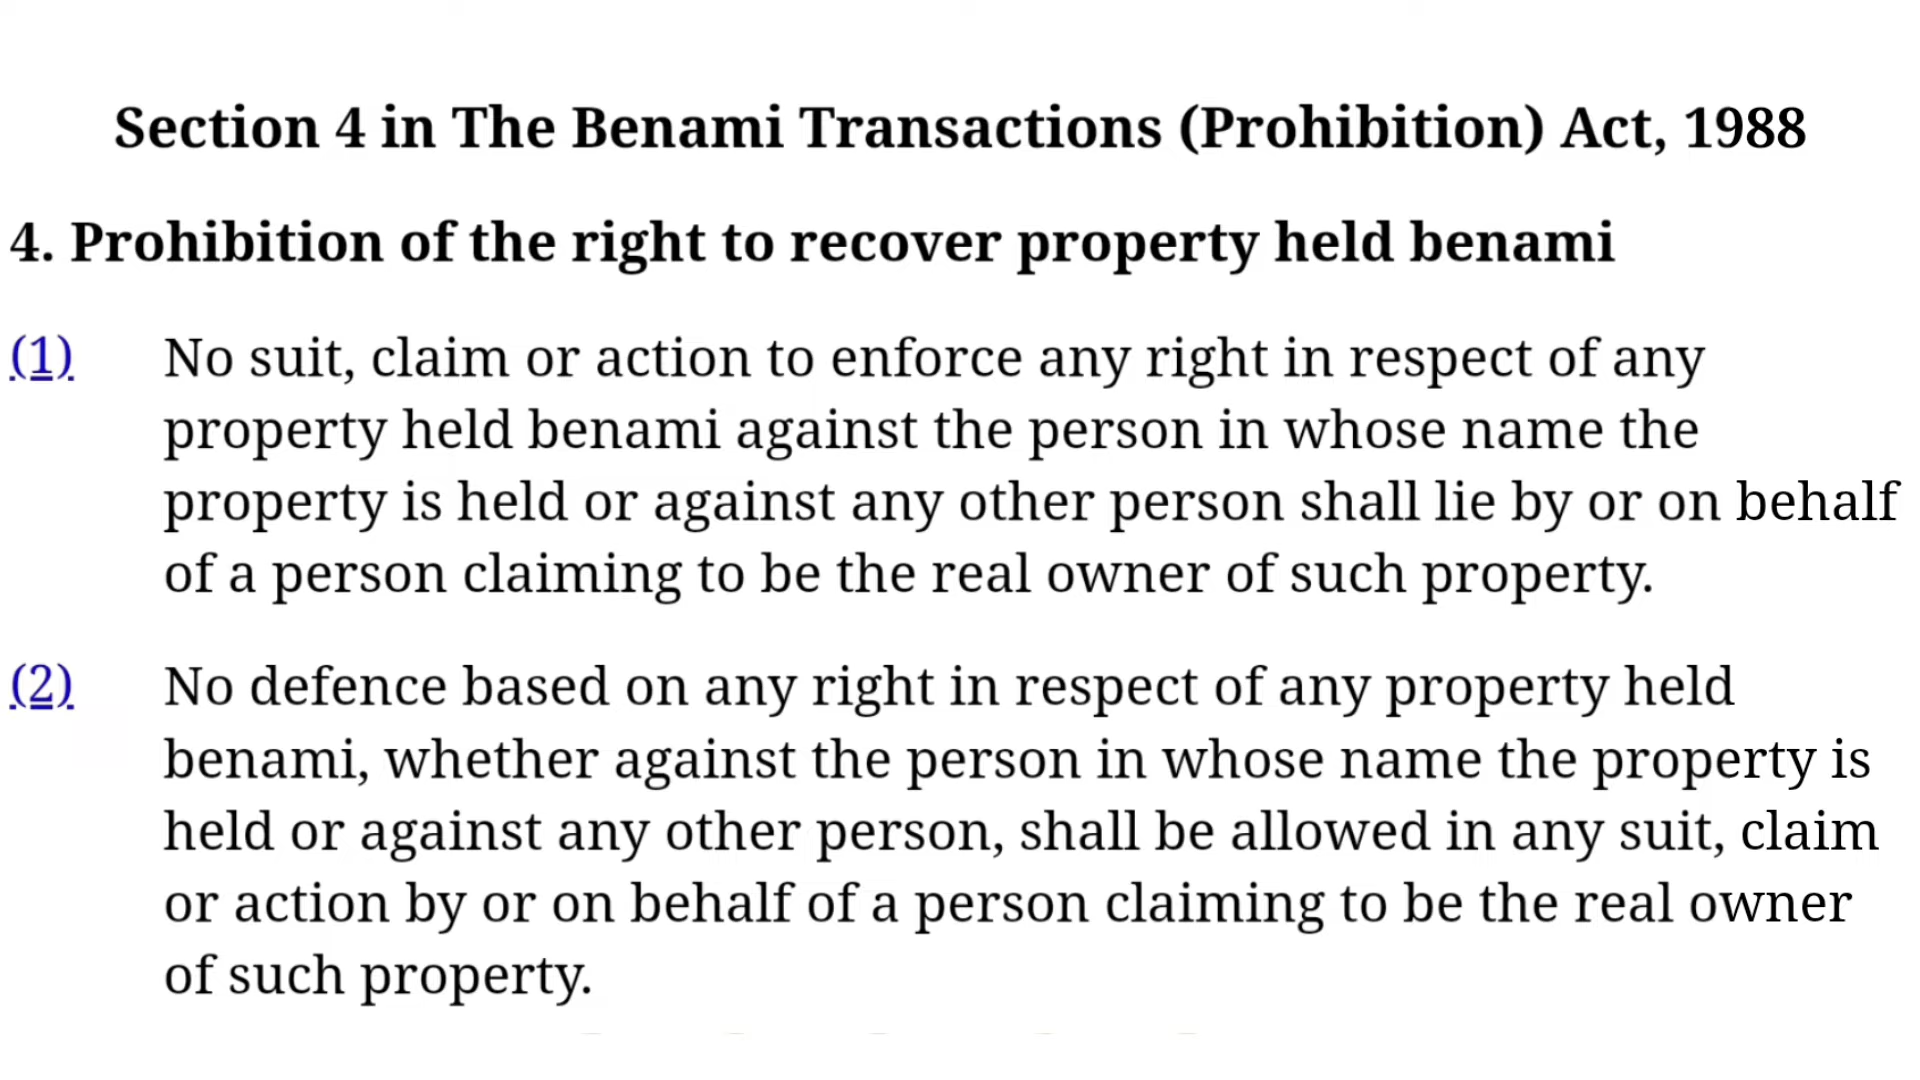 Section 4 in The Benami Transactions (Prohibition) Act, 1988
4. Prohibition of the right to recover property held benami
(1) No suit, claim or action to enforce any right in respect of any
property held benami against the person in whose name the
property is held or against any other person shall lie by or on behalf
of a person claiming to be the real owner of such property.
(2) No defence based on any right in respect of any property held
benami, whether against the person in whose name the property is
held or against any other person, shall be allowed in any suit, claim
or action by or on behalf of a person claiming to be the real owner
of such property.